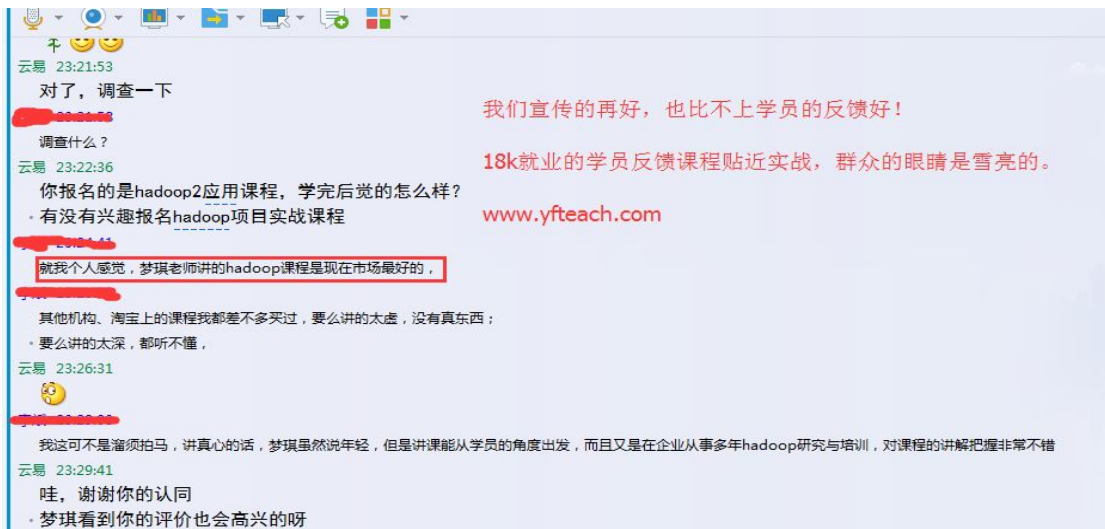 云易 23:21:53
对了，调查一下
我们宣传的再好，也比不上学员的反馈好！
调查什么？
18k就业的学员反馈课程贴近实战，群众的眼睛是雪亮的。
云易 23:22:36
你报名的是hadoop2应用课程，学完后觉的怎么样？
有没有兴趣报名hadoop项目实战课程
www.yfteach.com
就我个人感觉，梦琪老师讲的hadoop课程是现在市场最好的，
其他机构、淘宝上的课程我都差不多买过，要么讲的太虚，没有真东西；
要么讲的太深，都听不懂，
云易 23:26:31
我这可不是溜须拍马，讲真心的话，梦琪虽然说年轻，但是讲课能从学员的角度出发，而且又是在企业从事多年hadoop研究与培训，对课程的讲解把握非常不错
云易 23:29:41
哇，谢谢你的认同
梦琪看到你的评价也会高兴的呀